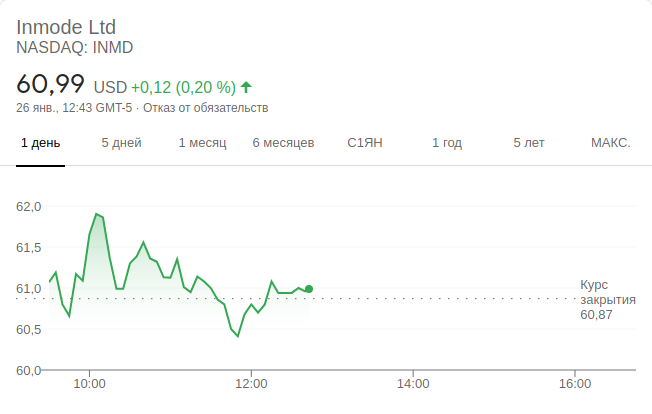 Inmode Ltd
NASDAQ: INMD
60,99 USD +0,12 (0,20 %)
26 янв., 12:43 GMT-5 · Отказ от обязательств
1 день 5 дней 1 месяц 6 месяцев С1ЯН 1 год 5 лет МАКС.
62,0
61,5
61,0
60,5
60,0
Курс
закрытия
60,87
10:00 12:00 14:00 16:00